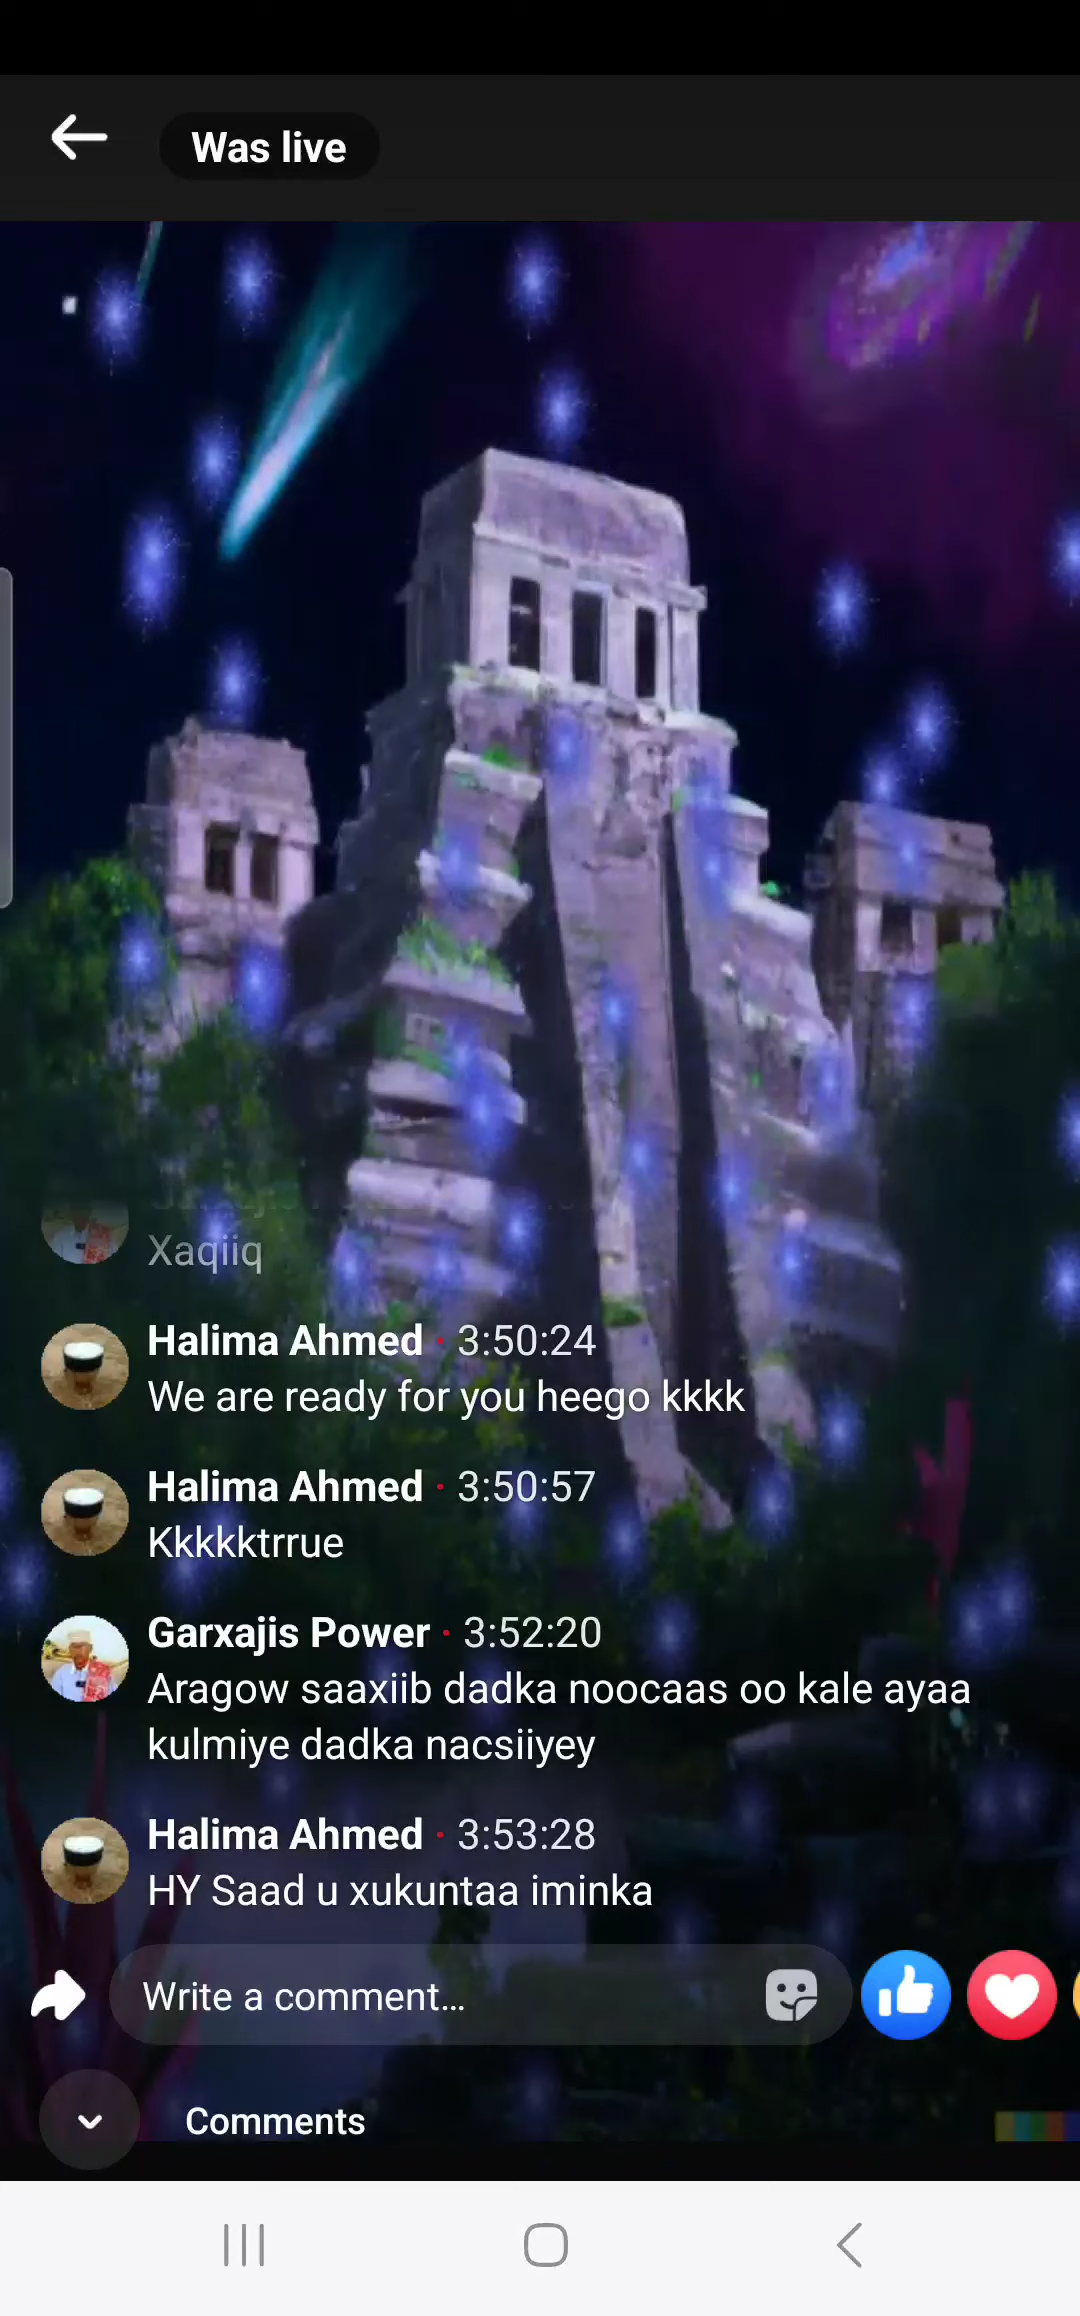 Was live
Xaqiiq
Halima Ahmed · 3:50:24
We are ready for you heego kkkk
Halima Ahmed · 3:50:57
Kkkkktrrue
Garxajis Power · 3:52:20
Aragow saaxiib dadka noocaas oo kale ayaa
kulmiye dadka nacsiiyey
Halima Ahmed · 3:53:28
HY Saad u xukuntaa iminka
Write a comment...
Comments